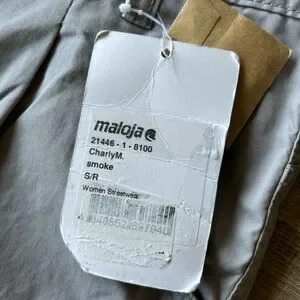 maloja
21446 - 1 - 8100
CharlyM.
smoke
S/R
Women Streetwear